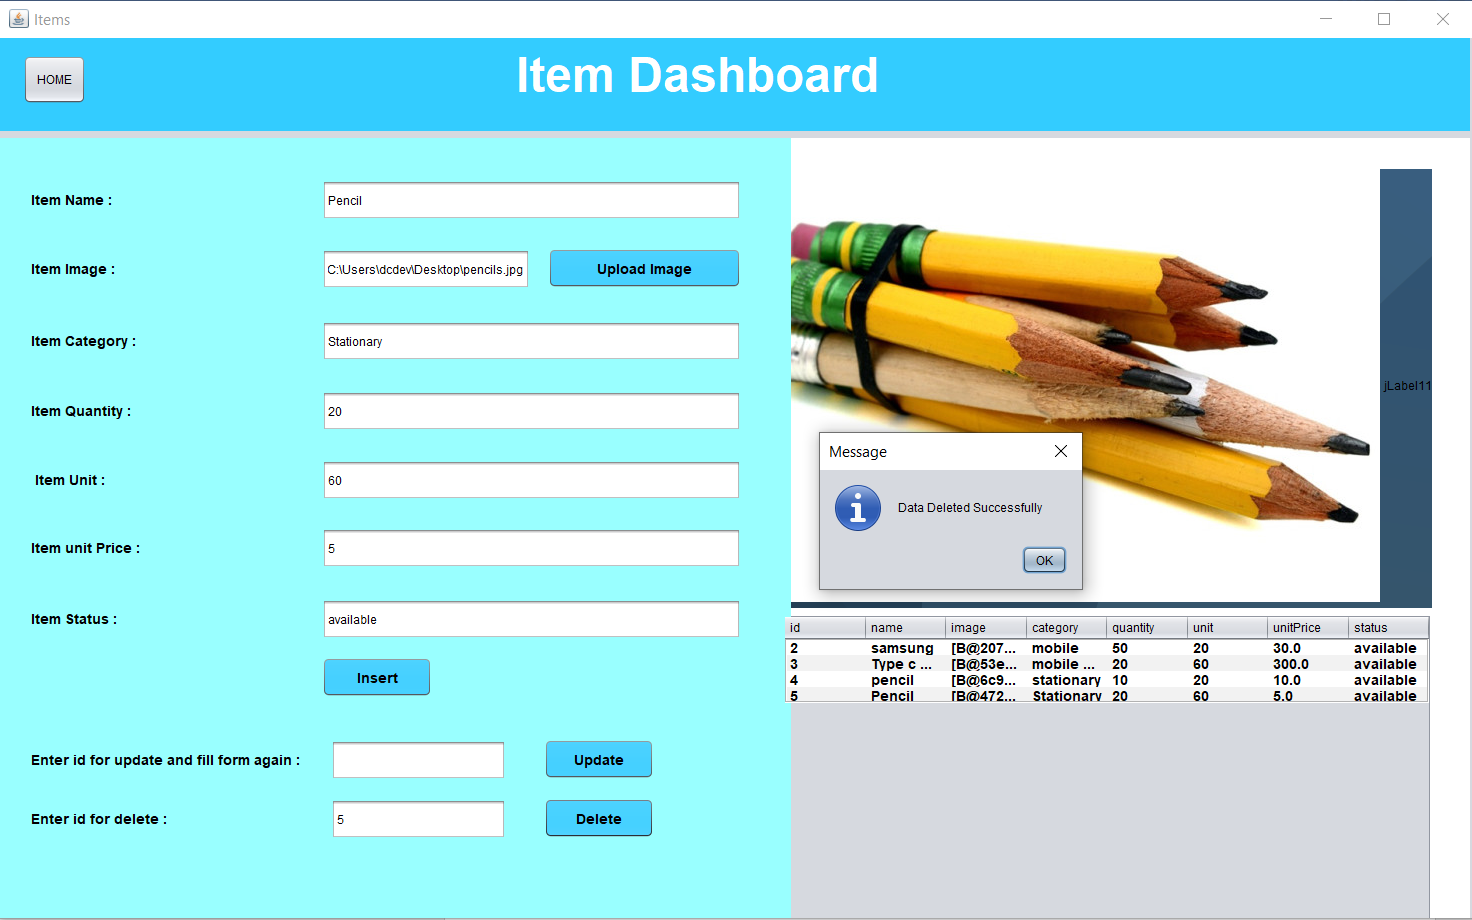 Items
HOME
Item Dashboard
Item Name :
Pencil
Item Image :
C:\Users\dcdev\Desktop\pencils.jpg
Upload Image
Item Category :
Stationary
Item Quantity :
20
Item Unit :
60
Item unit Price :
5
Item Status :
available
Insert
Enter id for update and fill form again :
Update
Enter id for delete :
5
Delete
jLabel11
Message
Data Deleted Successfully
OK
id name image category quantity unit unitPrice status
2 samsung [B@207... mobile 50 20 30.0 available
3 Type c ... [B@53e... mobile ... 20 60 300.0 available
4 pencil [B@6c9... stationary 10 20 10.0 available
5 Pencil [B@472... Stationary 20 60 5.0 available